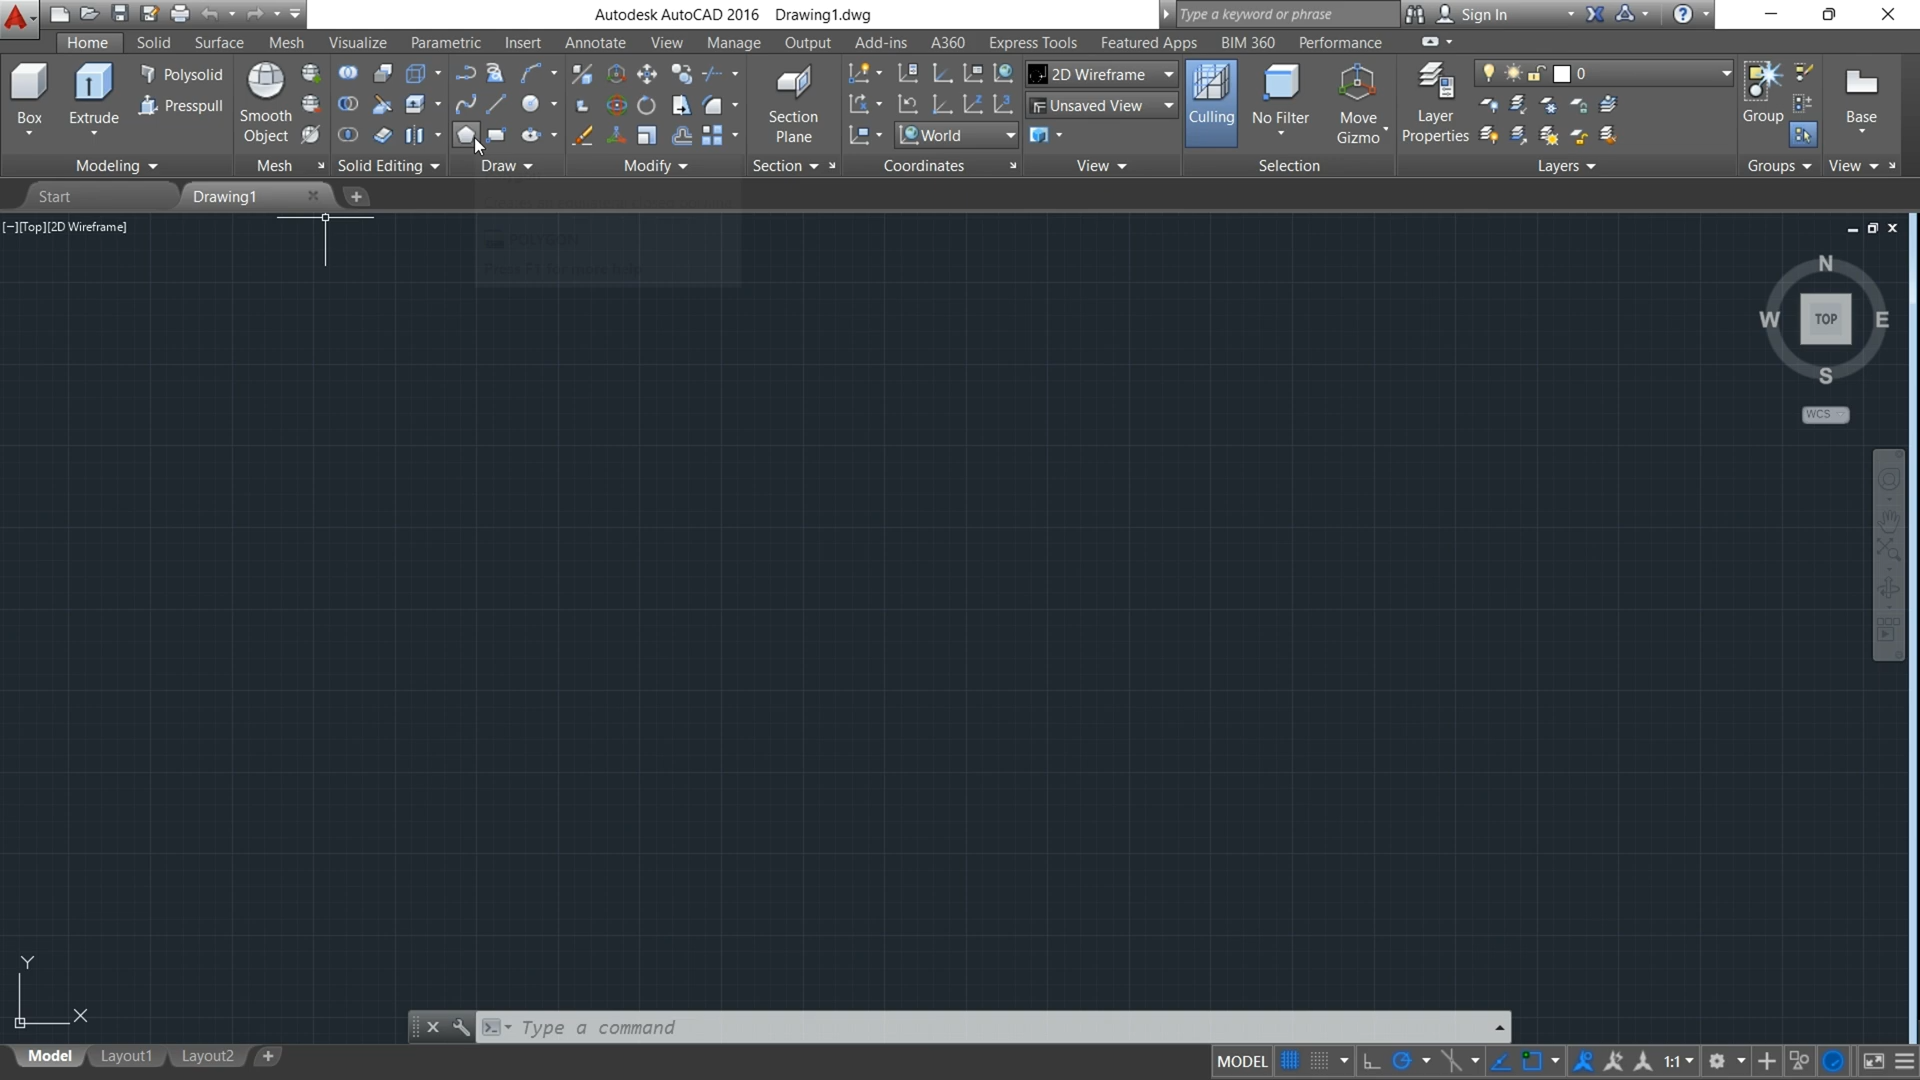 Autodesk AutoCAD 2016 Drawing1.dwg
Type a keyword or phrase
Sign In
Home Solid Surface Mesh Visualize Parametric Insert Annotate View Manage Output Add-ins A360 Express Tools Featured Apps BIM 360 Performance
Box
Extrude
Polysolid
Presspull
Smooth
Object
Section
Plane
2D Wireframe
Unsaved View
World
Culling
No Filter
Move
Gizmo
Layer
Properties
0
Group
Base
Modeling Mesh Solid Editing Draw Modify Section Coordinates View Selection Layers Groups View
Start Drawing1
[−][Top][2D Wireframe]
POLYGON
N
W TOP E
S
WCS
Y
X
Type a command
Model Layout1 Layout2
MODEL 1:1